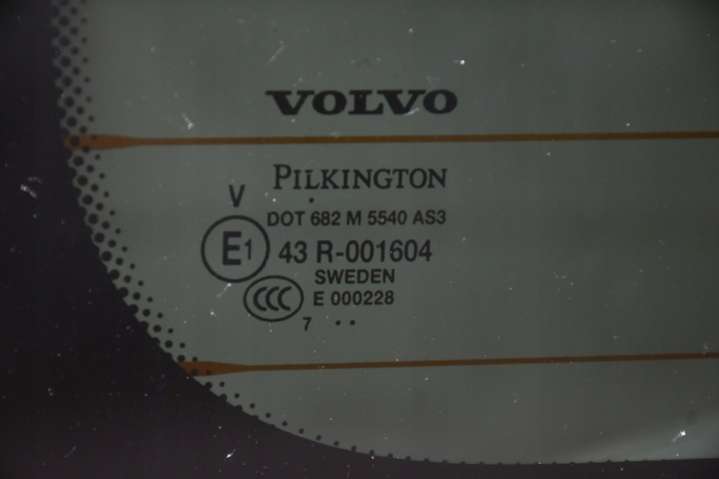 VOLVO
PILKINGTON
V
DOT 682 M 5540 AS3
E1 43 R-001604
SWEDEN
CCC E 000228
7 ..